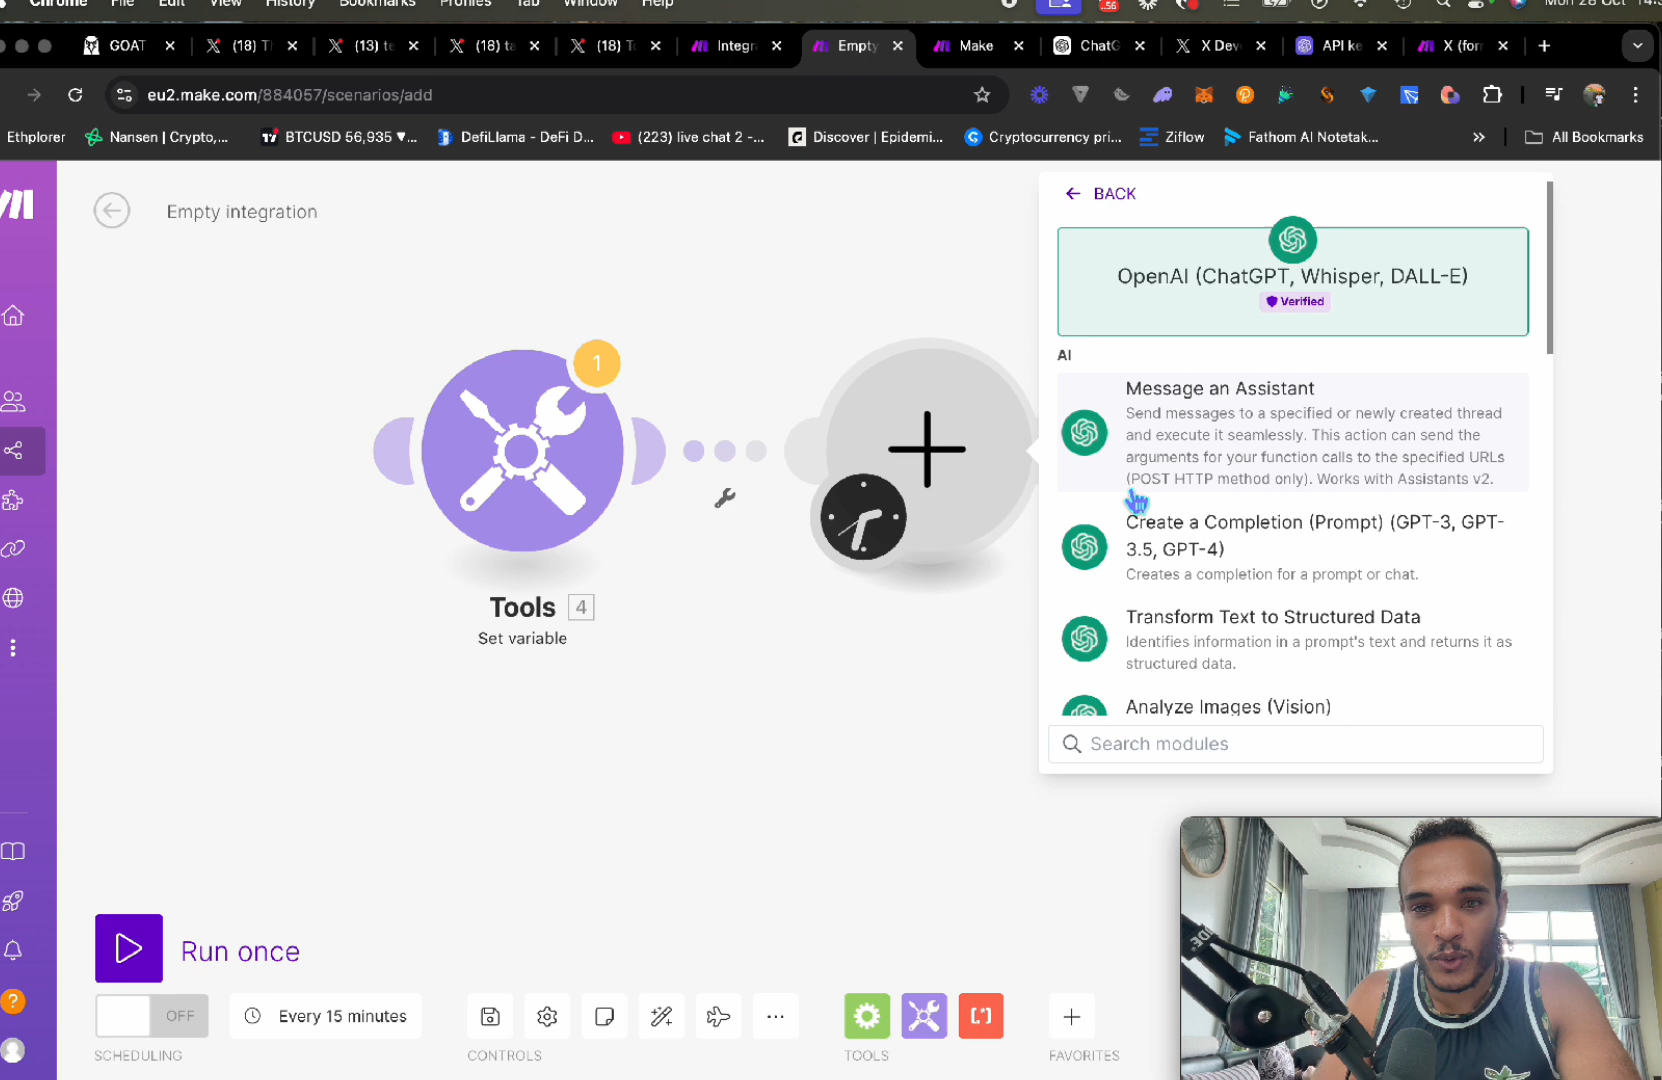 Chrome File Edit View History Bookmarks Profiles Tab Window Help Mon 28 Oct
.56
GOAT (18) (13) (18) (18) Integr Empty Make ChatG X Dev API ke X (for
eu2.make.com/884057/scenarios/add
Ethplorer Nansen | Crypto,... BTCUSD 56,935 ▼... DefiLlama - DeFi D... (223) live chat 2 -... Discover | Epidemi... Cryptocurrency pri... Ziflow Fathom AI Notetak... » All Bookmarks
BACK
Empty integration
OpenAI (ChatGPT, Whisper, DALL-E)
Verified
AI
Message an Assistant
Send messages to a specified or newly created thread
and execute it seamlessly. This action can send the
arguments for your function calls to the specified URLs
(POST HTTP method only). Works with Assistants v2.
Create a Completion (Prompt) (GPT-3, GPT-
3.5, GPT-4)
Creates a completion for a prompt or chat.
Transform Text to Structured Data
Identifies information in a prompt's text and returns it as
structured data.
Analyze Images (Vision)
Search modules
1
Tools 4
Set variable
Run once
OFF Every 15 minutes
SCHEDULING CONTROLS TOOLS FAVORITES